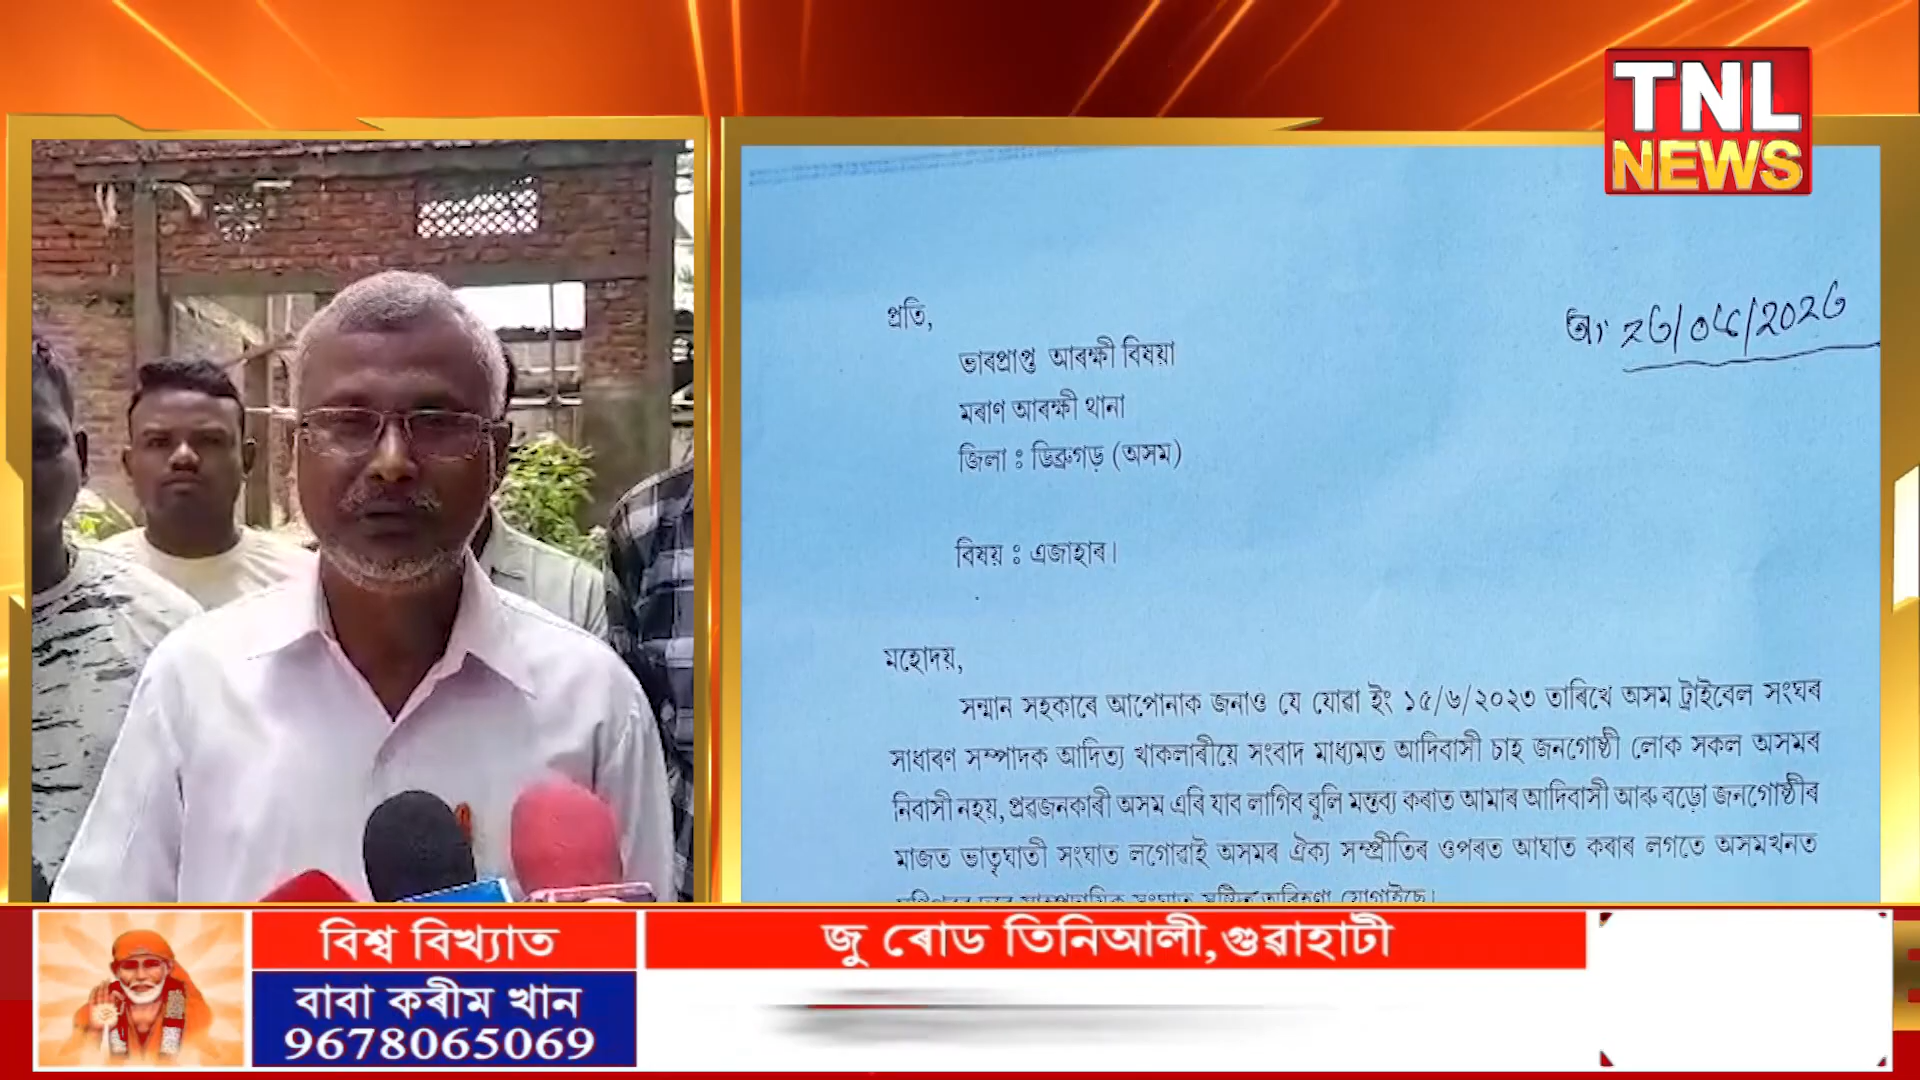 TNL
NEWS
প্ৰতি,
তাং ২৬/০৬/২০২৩
ভাৰপ্ৰাপ্ত আৰক্ষী বিষয়া
মৰাণ আৰক্ষী থানা
জিলা : ডিব্ৰুগড় (অসম)
বিষয় : এজাহাৰ।
মহোদয়,
সন্মান সহকাৰে আপোনাক জনাও যে যোৱা ইং ১৫/৬/২০২৩ তাৰিখে অসম ট্ৰাইবেল সংঘৰ
সাধাৰণ সম্পাদক আদিত্য খাকলাৰীয়ে সংবাদ মাধ্যমত আদিবাসী চাহ জনগোষ্ঠী লোক সকল অসমৰ
নিবাসী নহয়, প্ৰৱজনকাৰী অসম এৰি যাব লাগিব বুলি মন্তব্য কৰাত আমাৰ আদিবাসী আৰু বড়ো জনগোষ্ঠীৰ
মাজত ভাতৃঘাতী সংঘাত লগোৱাই অসমৰ ঐক্য সম্প্ৰীতিৰ ওপৰত আঘাত কৰাৰ লগতে অসমখনত
যোগাইছে।
বিশ্ব বিখ্যাত
জু ৰোড তিনিআলী,গুৱাহাটী
বাবা কৰীম খান
9678065069